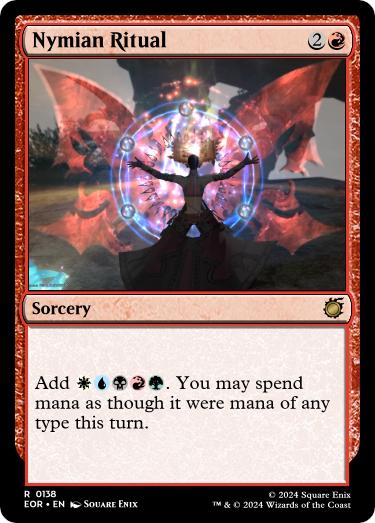 Nymian Ritual 2
Sorcery
Add . You may spend
mana as though it were mana of any
type this turn.
R 0138
EOR • EN SQUARE ENIX
© 2024 Square Enix
™ & © 2024 Wizards of the Coast